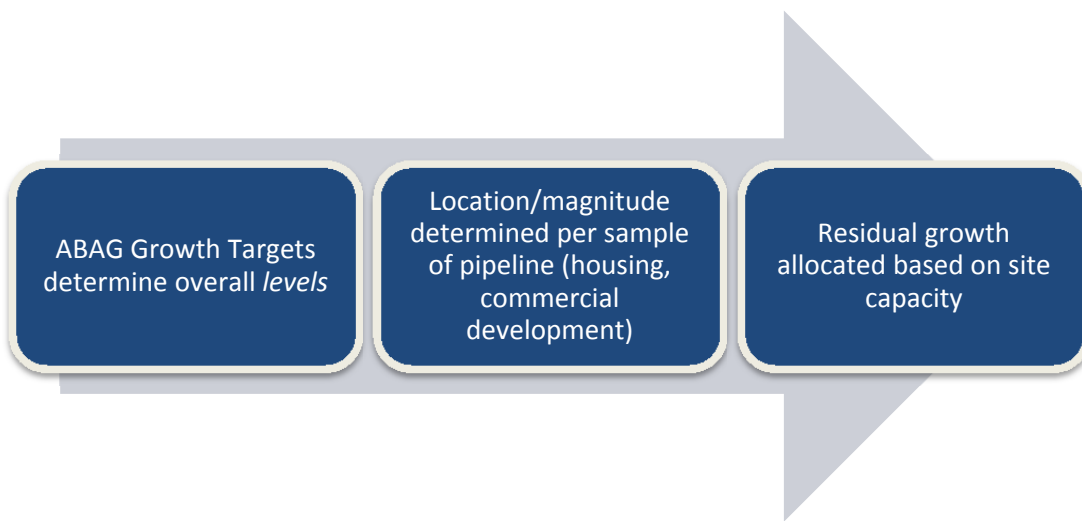 ABAG Growth Targets
determine overall levels
Location/magnitude
determined per sample
of pipeline (housing,
commercial
development)
Residual growth
allocated based on site
capacity